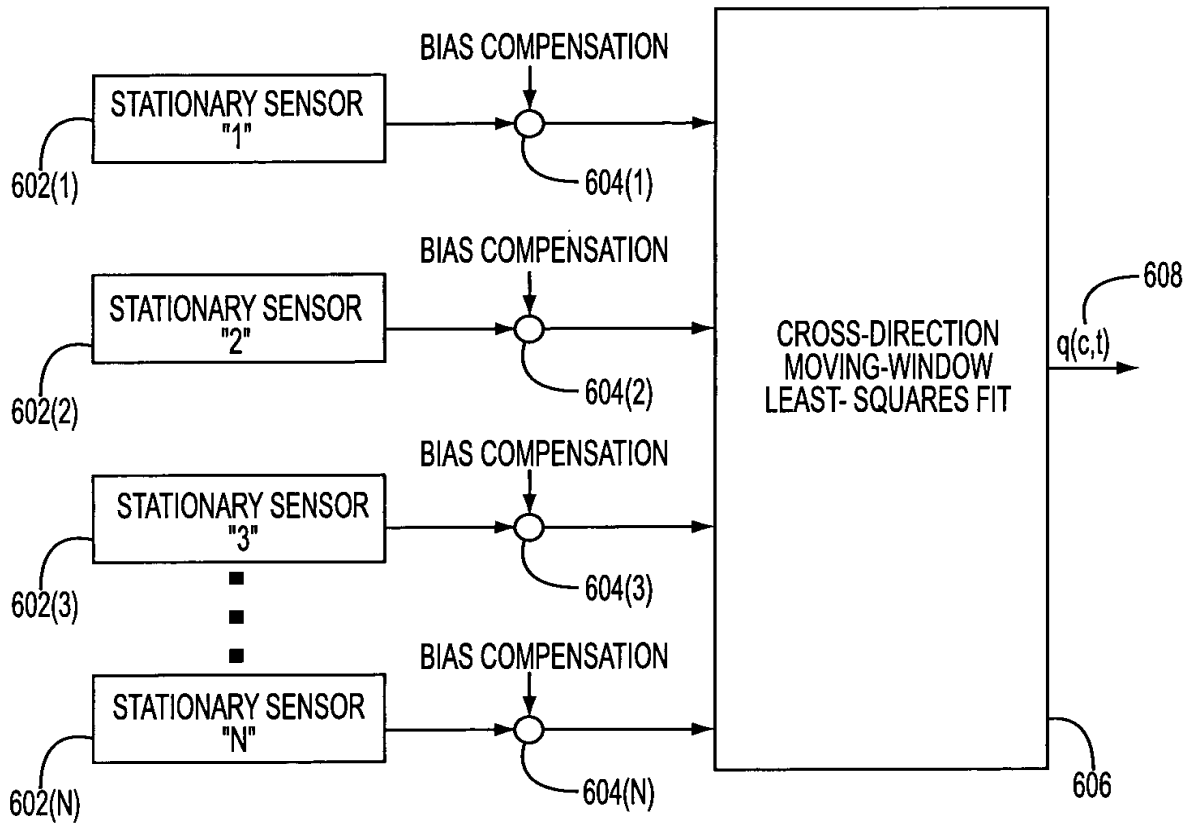 BIAS COMPENSATION
STATIONARY SENSOR
"1"
602(1)
604(1)
BIAS COMPENSATION
STATIONARY SENSOR
"2"
602(2)
604(2)
CROSS-DIRECTION
MOVING-WINDOW
LEAST- SQUARES FIT
608
q(c,t)
BIAS COMPENSATION
STATIONARY SENSOR
"3"
602(3)
604(3)
BIAS COMPENSATION
STATIONARY SENSOR
"N"
602(N)
604(N)
606